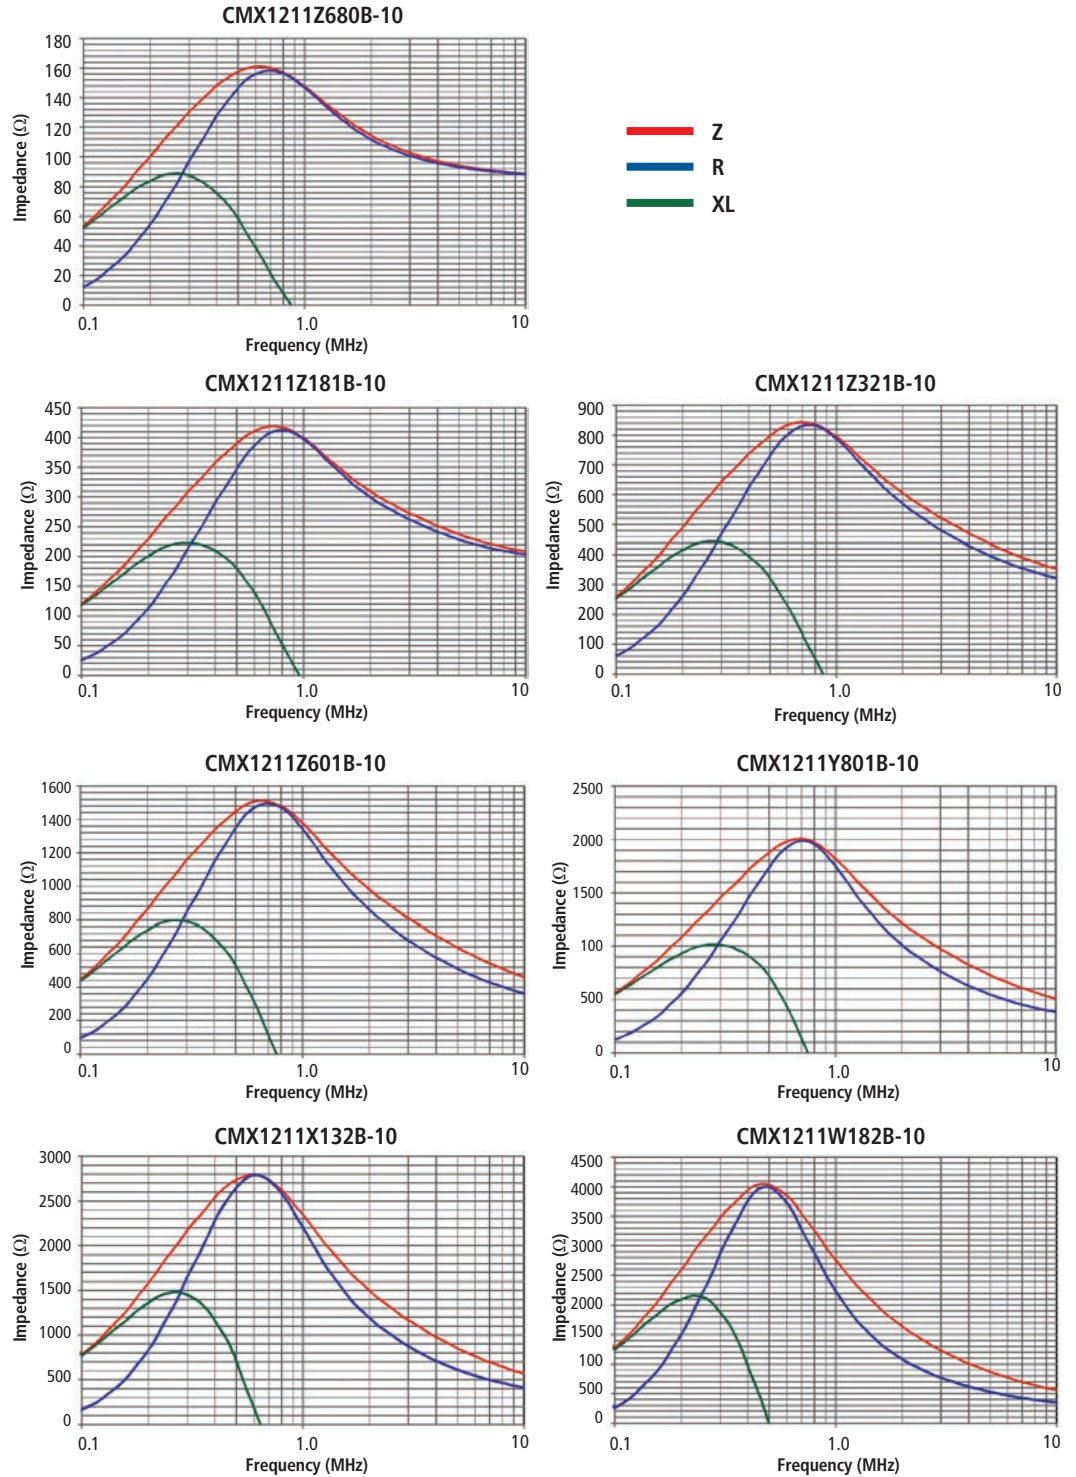 CMX1211Z680B-10
180
160
140
120
100
80
60
40
20
0
Impedance (Ω)
0.1 1.0 10
Frequency (MHz)
Z
R
XL
CMX1211Z181B-10
450
400
350
300
250
200
150
100
50
0
Impedance (Ω)
0.1 1.0 10
Frequency (MHz)
CMX1211Z321B-10
900
800
700
600
500
400
300
200
100
0
Impedance (Ω)
0.1 1.0 10
Frequency (MHz)
CMX1211Z601B-10
1600
1400
1200
1000
800
600
400
200
0
Impedance (Ω)
0.1 1.0 10
Frequency (MHz)
CMX1211Y801B-10
2500
2000
1500
100
500
0
Impedance (Ω)
0.1 1.0 10
Frequency (MHz)
CMX1211X132B-10
3000
2500
2000
1500
1000
500
0
Impedance (Ω)
0.1 1.0 10
Frequency (MHz)
CMX1211W182B-10
4500
4000
3500
3000
2500
2000
1500
100
500
0
Impedance (Ω)
0.1 1.0 10
Frequency (MHz)